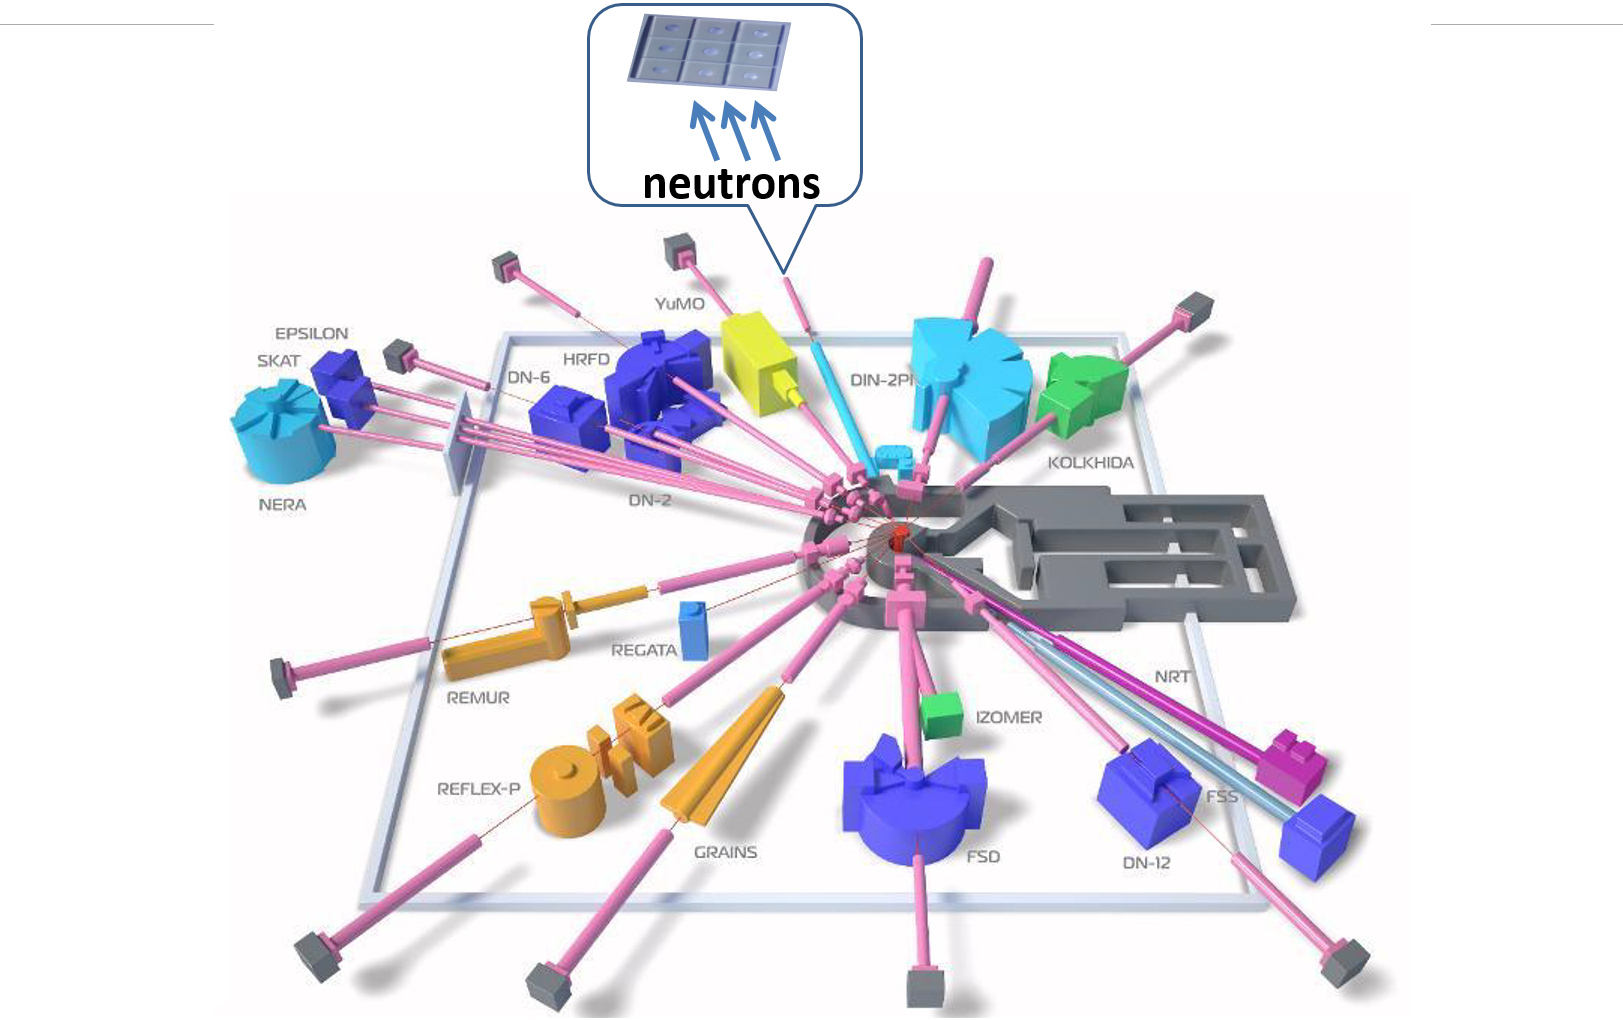 neutrons
YuMO
EPSILON
SKAT
HRFD
DN-6
DIN-2PI
KOLKHIDA
NERA
DN-2
REGATA
REMUR
NRT
IZOMER
REFLEX-P
FSS
GRAINS
FSD
DN-12